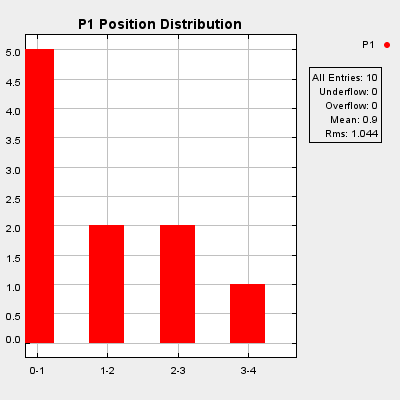 P1 Position Distribution
P1
All Entries: 10
Underflow: 0
Overflow: 0
Mean: 0.9
Rms: 1.044
5.0
4.5
4.0
3.5
3.0
2.5
2.0
1.5
1.0
0.5
0.0
0-1 1-2 2-3 3-4